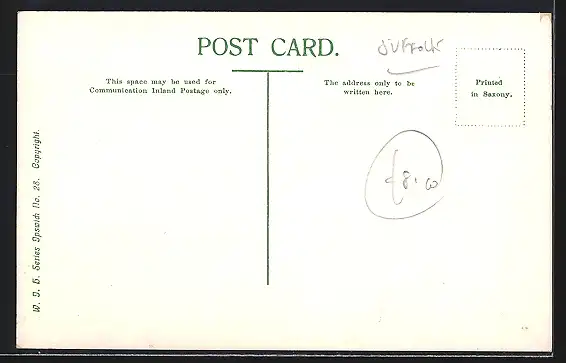 POST CARD.
SUFFOLK
This space may be used for
Communication Inland Postage only.
The address only to be
written here.
Printed
in Saxony.
£8.00
W. D. B. Series Ipswich No. 28. Copyright.